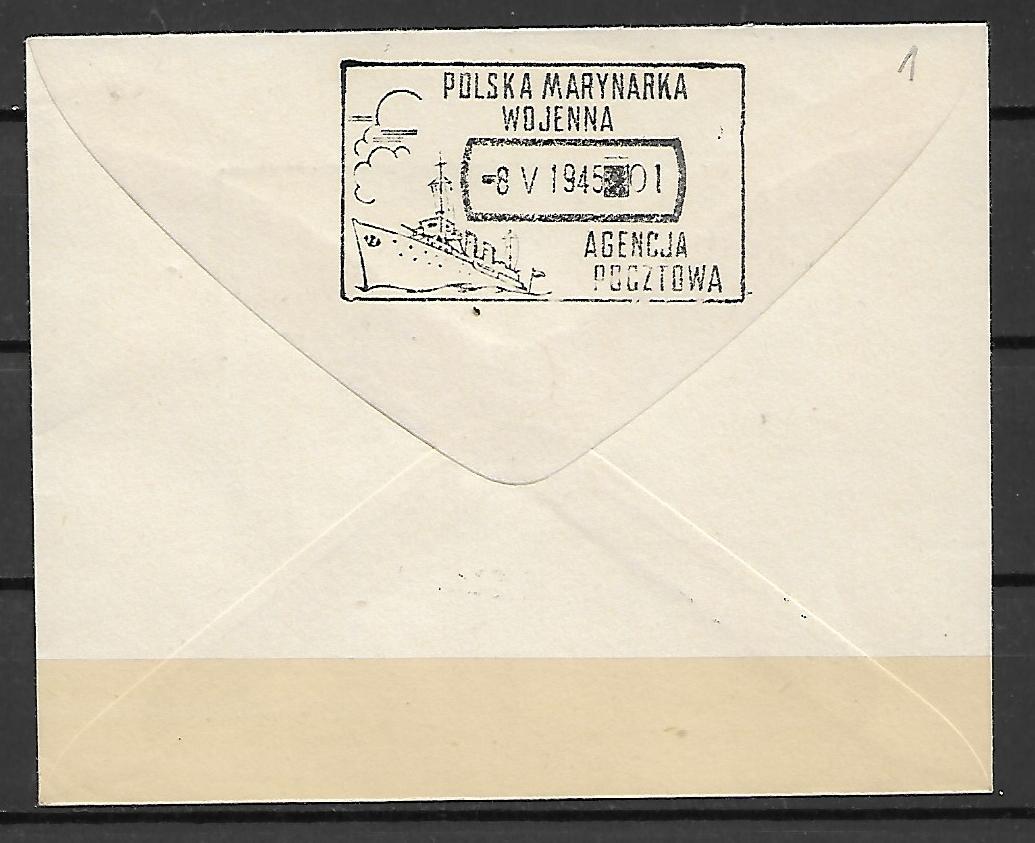 1
POLSKA MARYNARKA
WOJENNA
-8 V 1945 01
AGENCJA
POCZTOWA